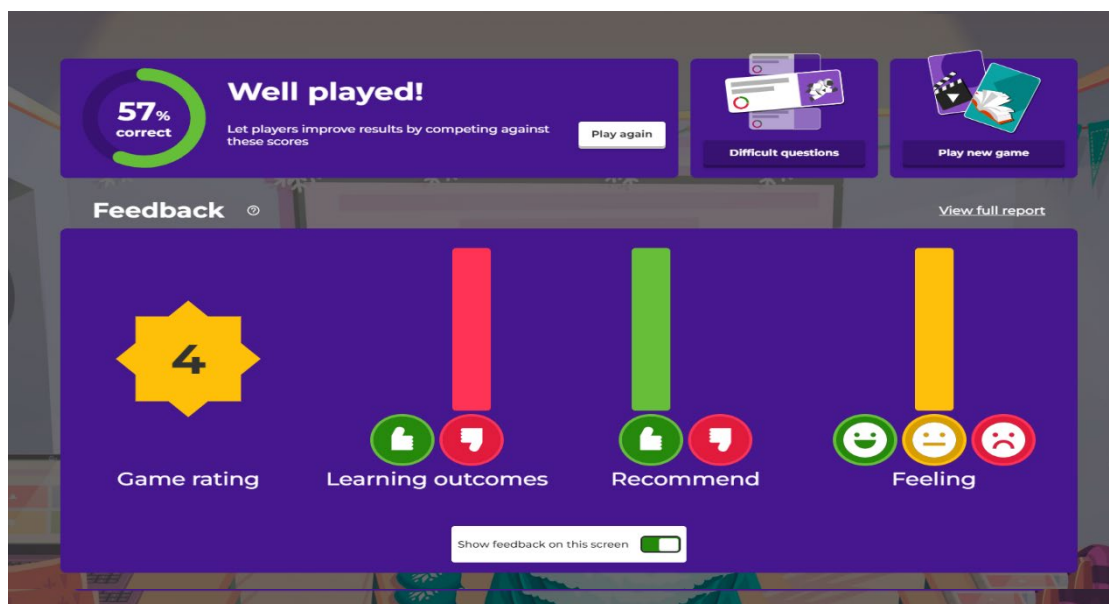 57%
correct
Well played!
Let players improve results by competing against
these scores
Play again
Difficult questions
Play new game
Feedback
View full report
4
Game rating
Learning outcomes
Recommend
Feeling
Show feedback on this screen